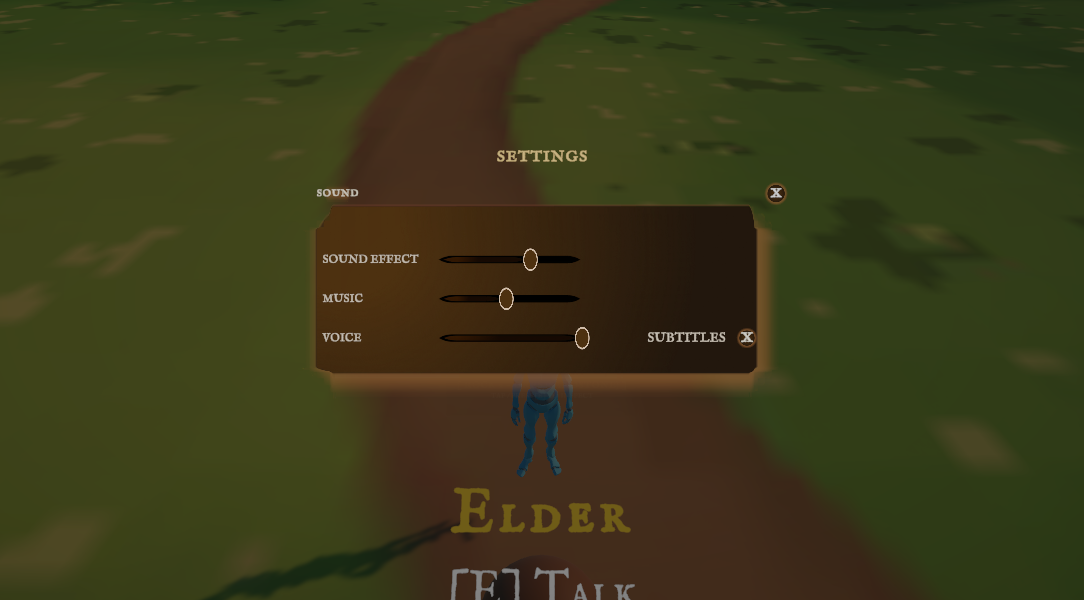 SETTINGS
SOUND X
SOUND EFFECT
MUSIC
VOICE SUBTITLES X
ELDER
[E] TALK